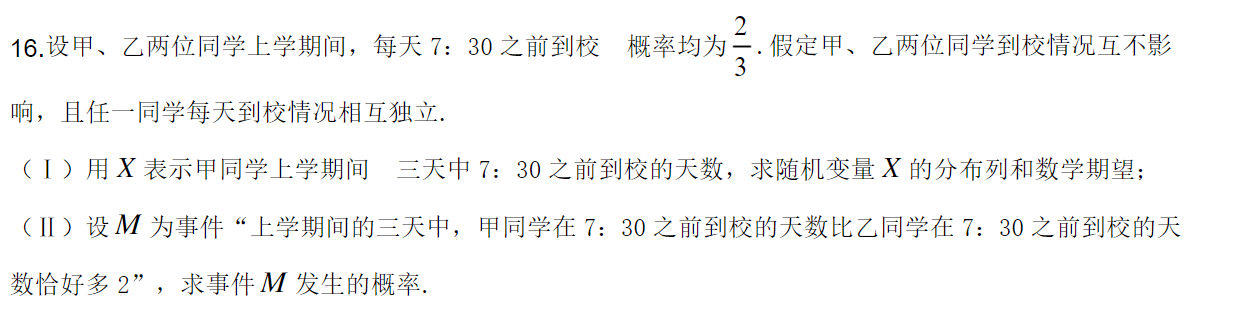 16.设甲、乙两位同学上学期间，每天 7：30 之前到校　概率均为 2/3 . 假定甲、乙两位同学到校情况互不影
响，且任一同学每天到校情况相互独立.
（Ⅰ）用 X 表示甲同学上学期间　三天中 7：30 之前到校的天数，求随机变量 X 的分布列和数学期望；
（Ⅱ）设 M 为事件“上学期间的三天中，甲同学在 7：30 之前到校的天数比乙同学在 7：30 之前到校的天
数恰好多 2”，求事件 M 发生的概率.